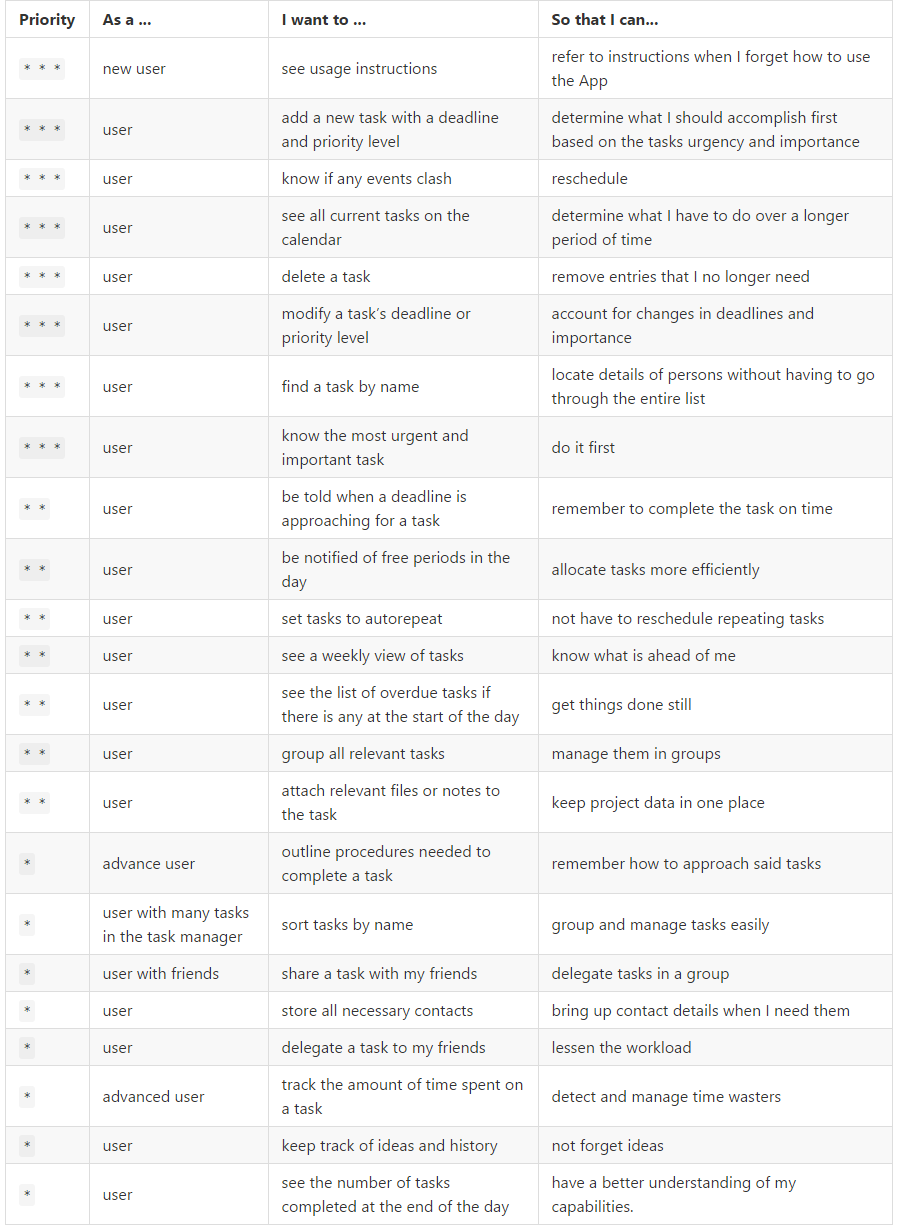 Priority As a ... I want to ... So that I can...
* * * new user see usage instructions refer to instructions when I forget how to use
the App
* * * user add a new task with a deadline
and priority level determine what I should accomplish first
based on the tasks urgency and importance
* * * user know if any events clash reschedule
* * * user see all current tasks on the
calendar determine what I have to do over a longer
period of time
* * * user delete a task remove entries that I no longer need
* * * user modify a task’s deadline or
priority level account for changes in deadlines and
importance
* * * user find a task by name locate details of persons without having to go
through the entire list
* * * user know the most urgent and
important task do it first
* * user be told when a deadline is
approaching for a task remember to complete the task on time
* * user be notified of free periods in the
day allocate tasks more efficiently
* * user set tasks to autorepeat not have to reschedule repeating tasks
* * user see a weekly view of tasks know what is ahead of me
* * user see the list of overdue tasks if
there is any at the start of the day get things done still
* * user group all relevant tasks manage them in groups
* * user attach relevant files or notes to
the task keep project data in one place
* advance user outline procedures needed to
complete a task remember how to approach said tasks
* user with many tasks
in the task manager sort tasks by name group and manage tasks easily
* user with friends share a task with my friends delegate tasks in a group
* user store all necessary contacts bring up contact details when I need them
* user delegate a task to my friends lessen the workload
* advanced user track the amount of time spent on
a task detect and manage time wasters
* user keep track of ideas and history not forget ideas
* user see the number of tasks
completed at the end of the day have a better understanding of my
capabilities.